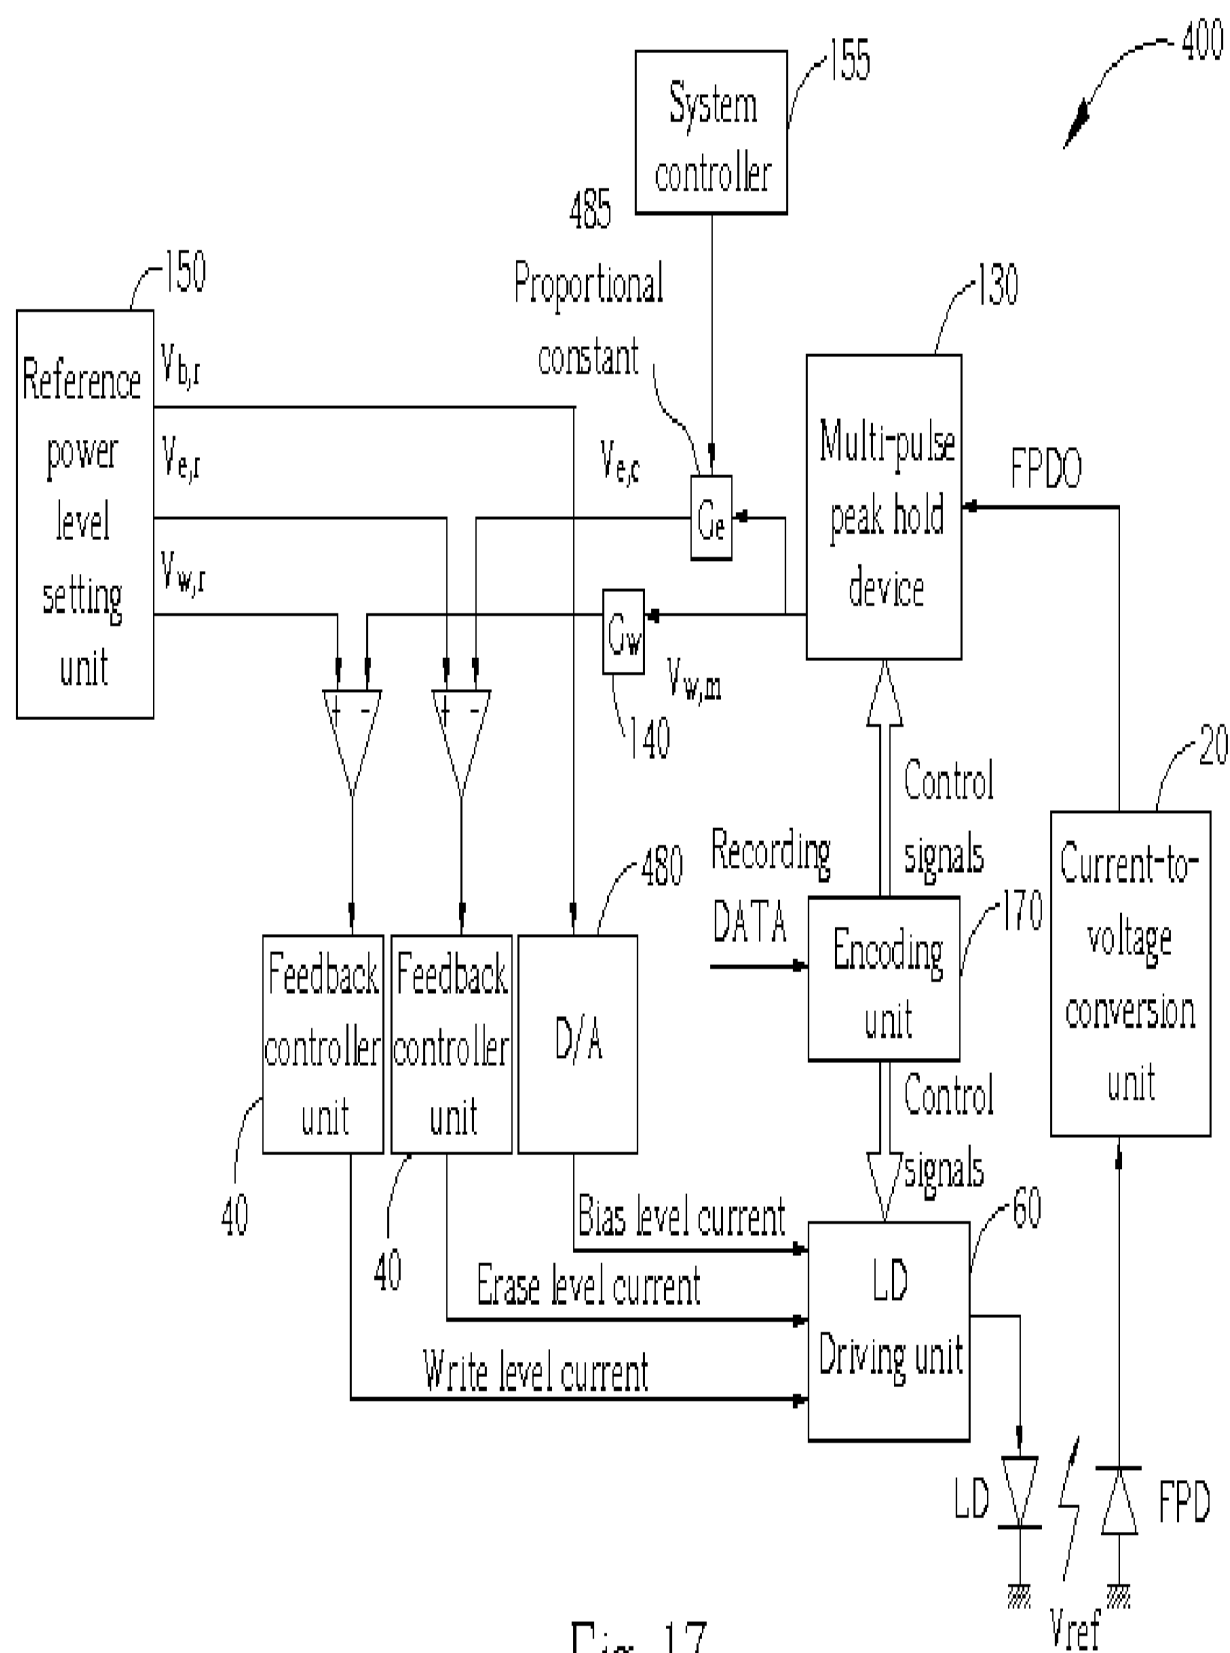 400
155
System
controller
485
Proportional
constant
150
130
Reference
power
level
setting
unit
Vb,r
Ve,r
Vw,r
Ve,c
Ge
Multi-pulse
peak hold
device
FPDO
Gw
Vw,m
140
+ -
+ -
20
Control
signals
Recording
DATA
480
170
Current-to-
voltage
conversion
unit
Encoding
unit
Feedback
controller
unit
Feedback
controller
unit
D/A
Control
signals
40
40
60
Bias level current
Erase level current
Write level current
LD
Driving unit
LD
FPD
Vref
Fig. 17